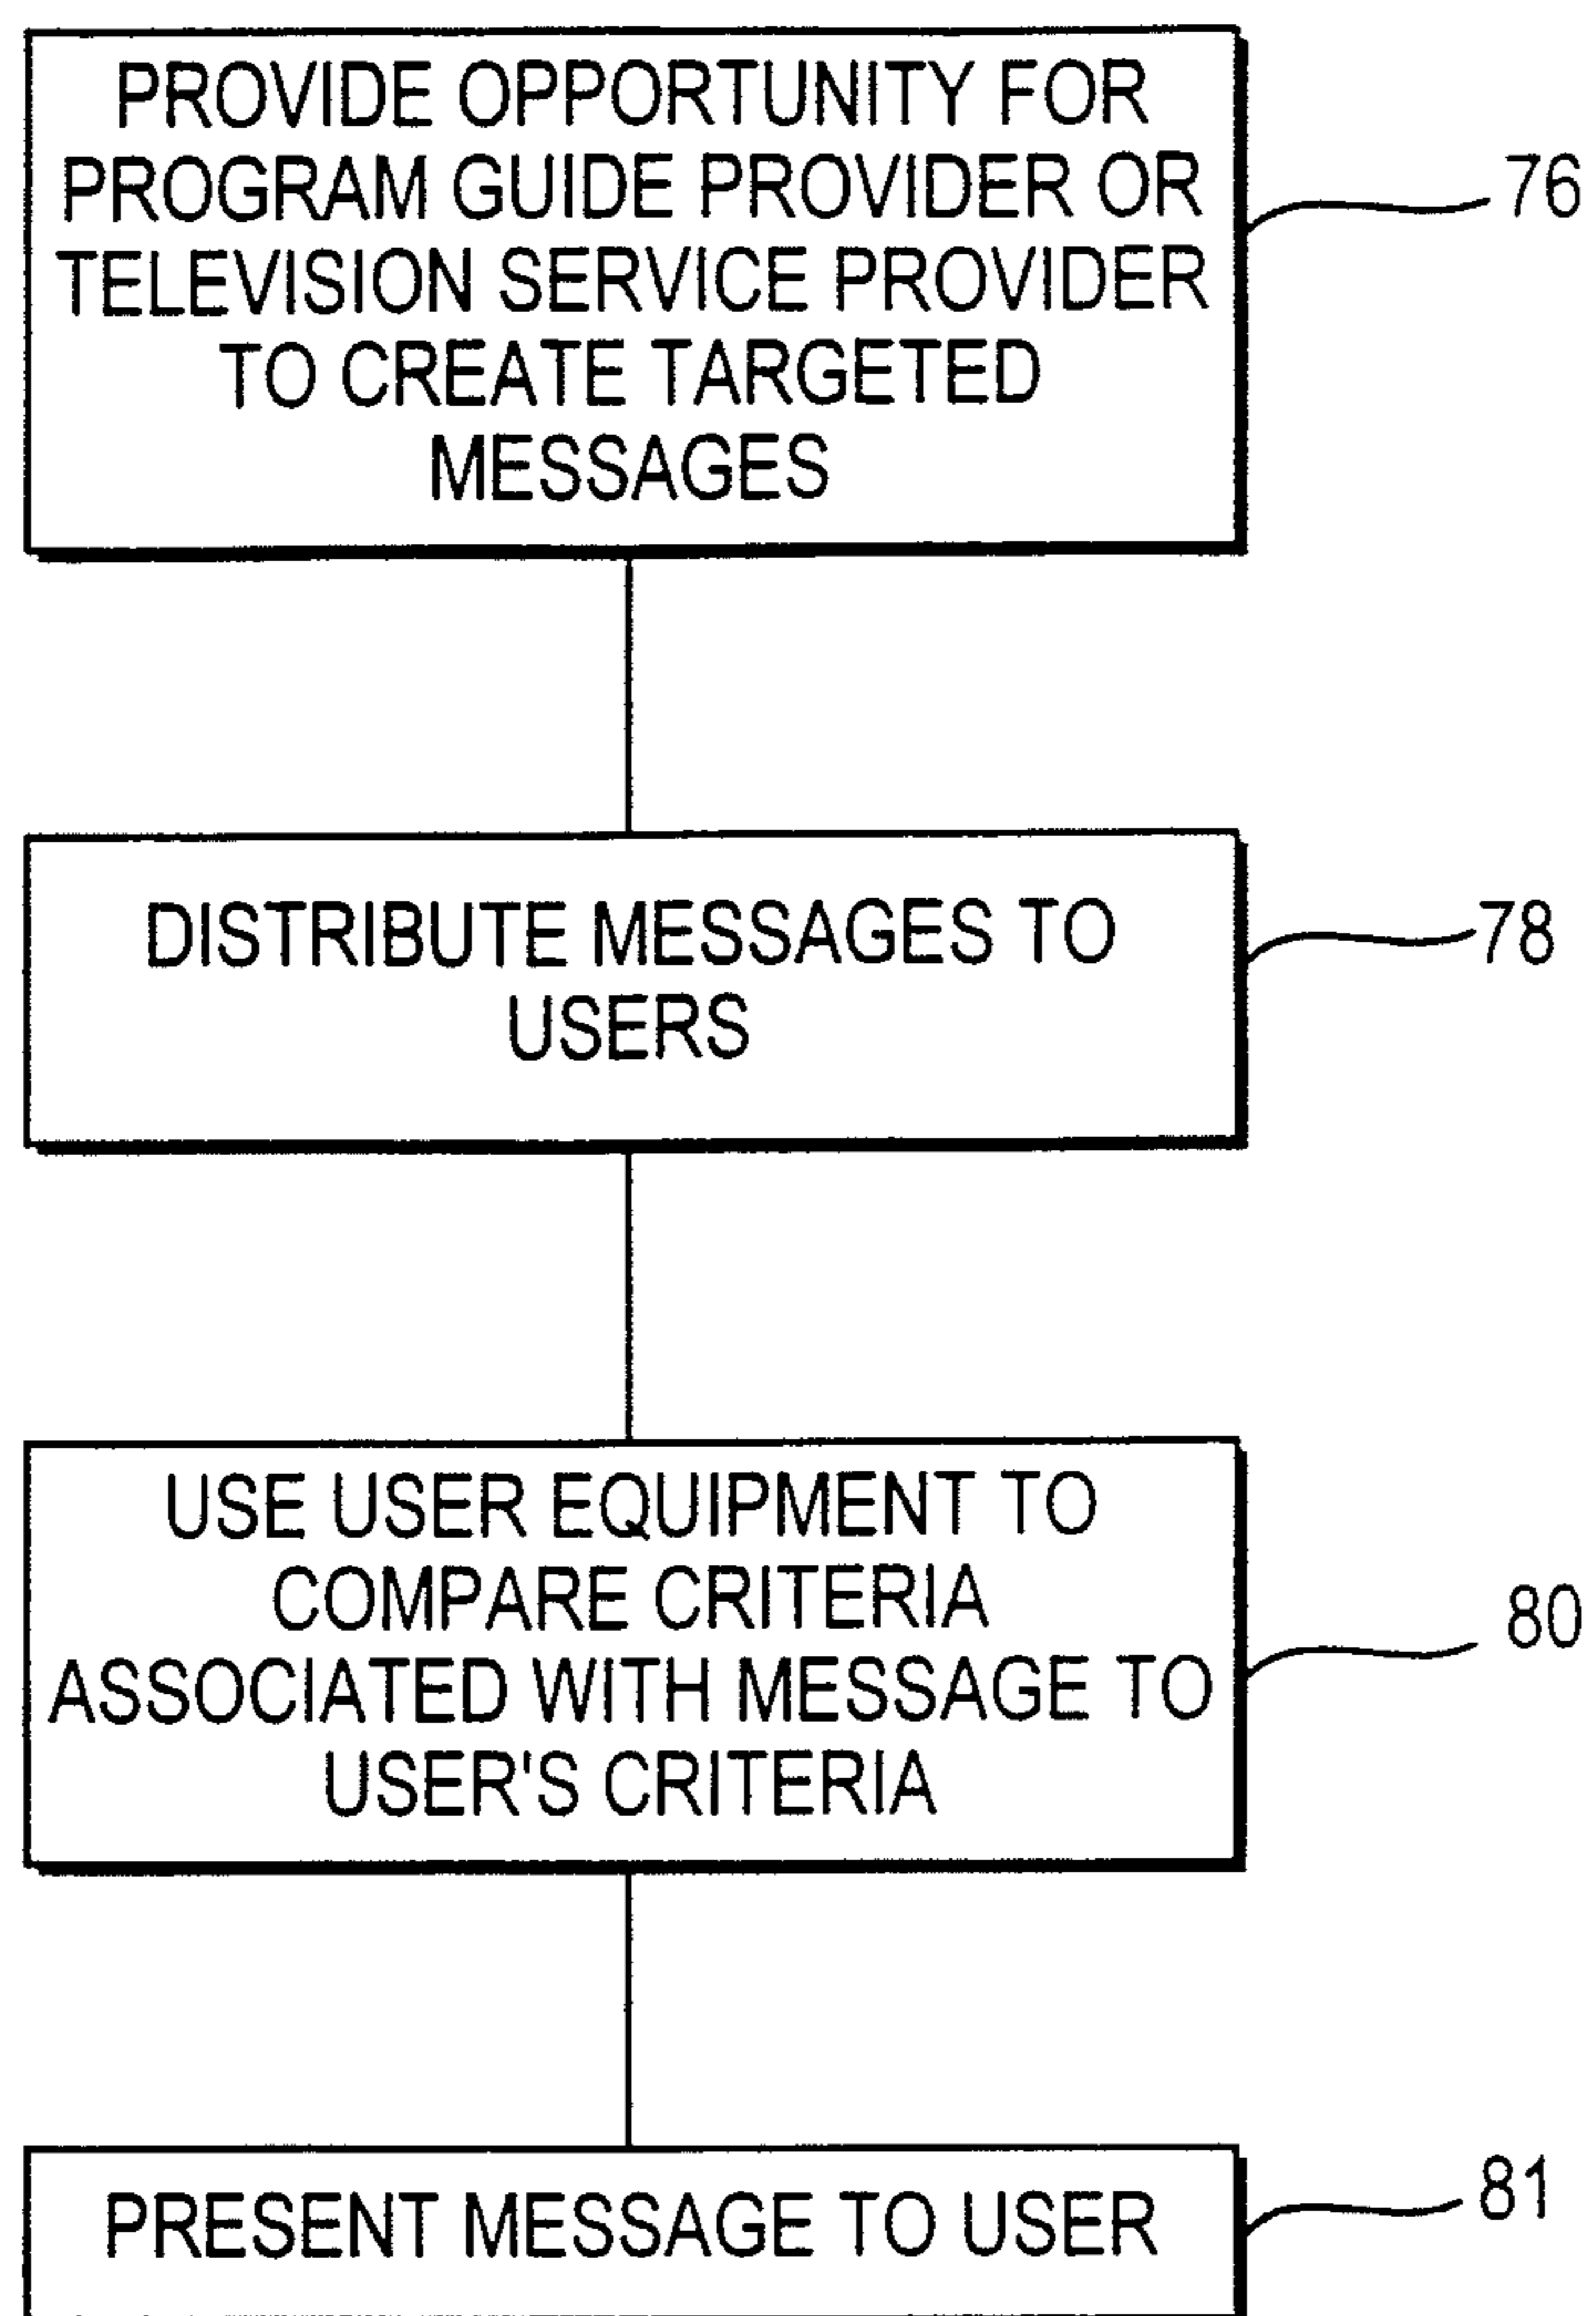 PROVIDE OPPORTUNITY FOR
PROGRAM GUIDE PROVIDER OR
TELEVISION SERVICE PROVIDER
TO CREATE TARGETED
MESSAGES
76
DISTRIBUTE MESSAGES TO
USERS
78
USE USER EQUIPMENT TO
COMPARE CRITERIA
ASSOCIATED WITH MESSAGE TO
USER'S CRITERIA
80
PRESENT MESSAGE TO USER
81